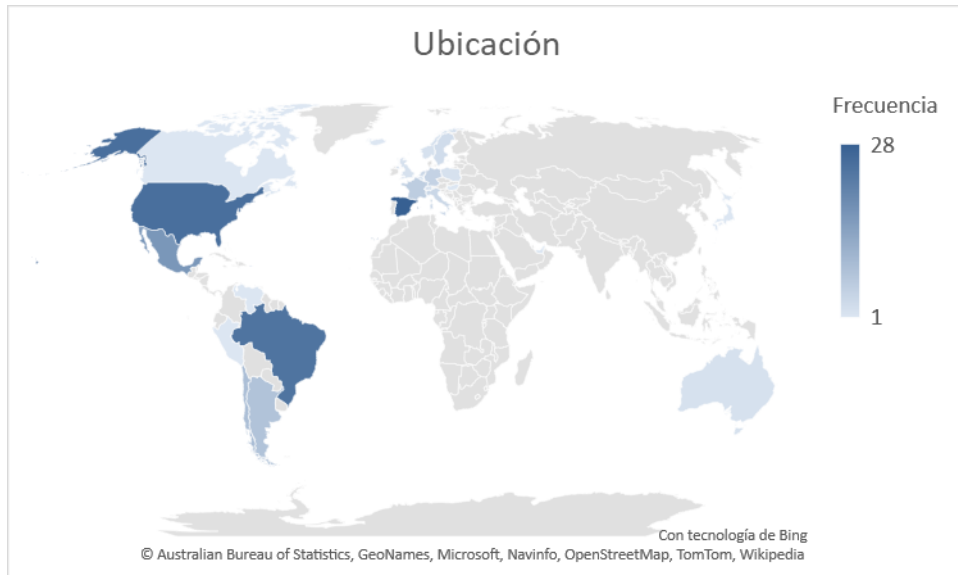 Ubicación
Frecuencia
28
1
Con tecnología de Bing
© Australian Bureau of Statistics, GeoNames, Microsoft, Navinfo, OpenStreetMap, TomTom, Wikipedia